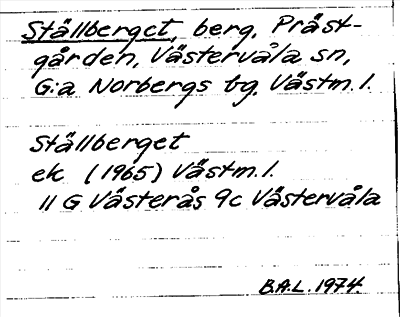 Ställberget, berg, Präst-
gården, Västervåla sn,
G:a Norbergs bg. Västm.l.
Ställberget
ek (1965) Västm.l.
11 G Västerås 9c Västervåla
B.A.L. 1974.